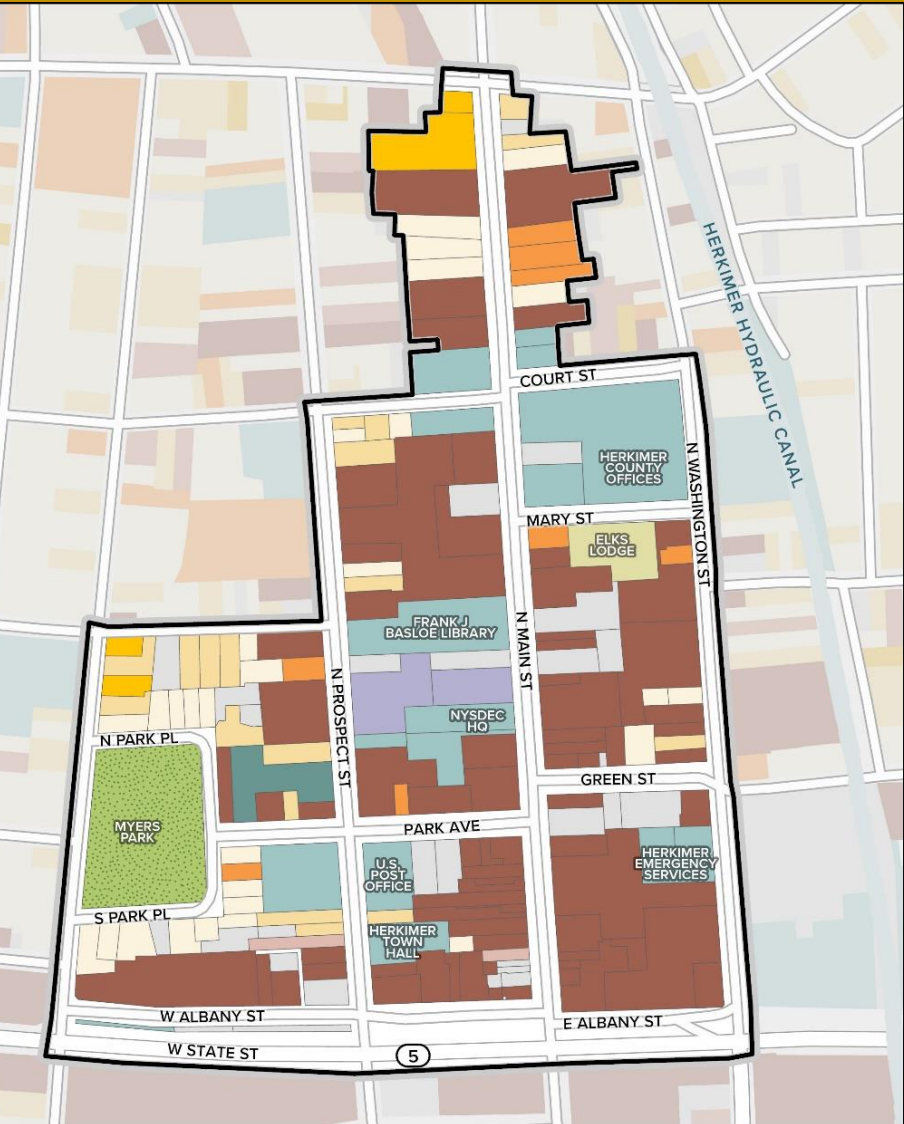 HERKIMER HYDRAULIC CANAL
COURT ST
HERKIMER
COUNTY
OFFICES
N WASHINGTON ST
MARY ST
ELKS
LODGE
FRANK J
BASLOE LIBRARY
N MAIN ST
N PROSPECT ST
NYSDEC
HQ
N PARK PL
GREEN ST
MYERS
PARK
PARK AVE
U.S.
POST
OFFICE
HERKIMER
EMERGENCY
SERVICES
S PARK PL
HERKIMER
TOWN
HALL
W ALBANY ST
E ALBANY ST
W STATE ST
5